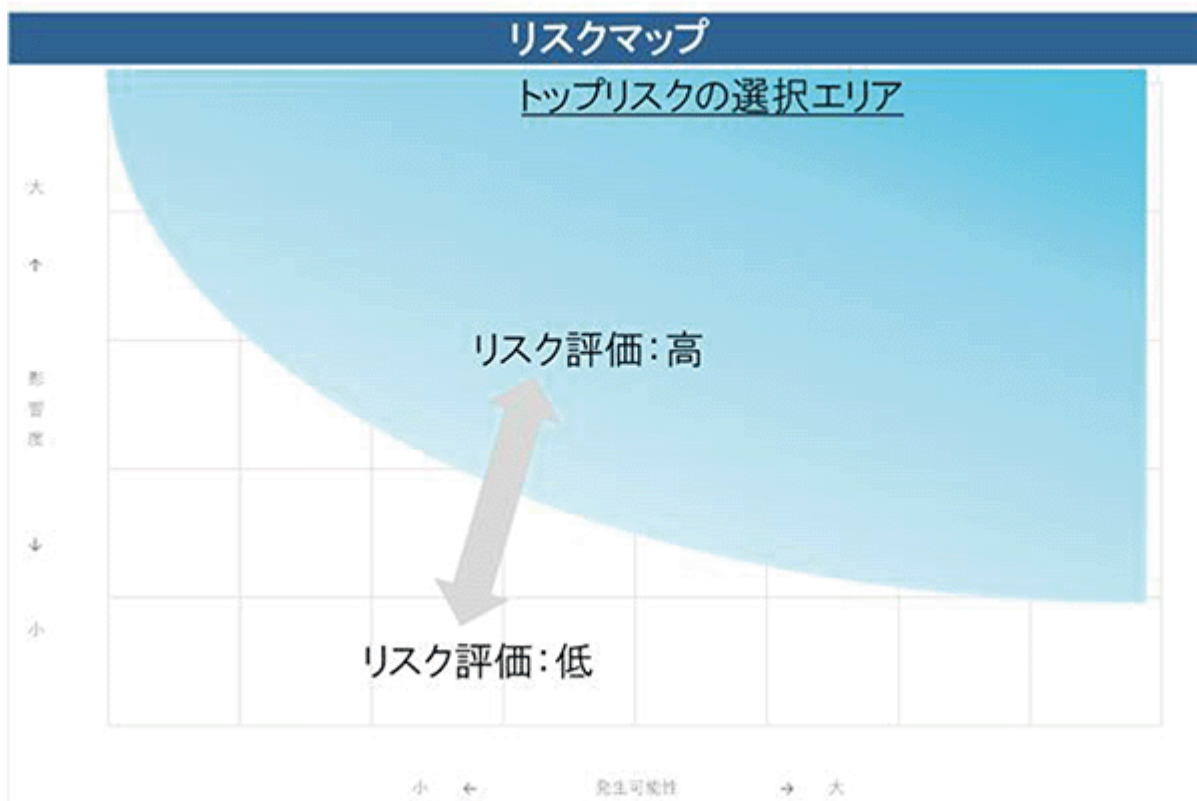 リスクマップ
トップリスクの選択エリア
大
↑
影
響
度
↓
小
リスク評価：高
リスク評価：低
小 ← 発生可能性 → 大